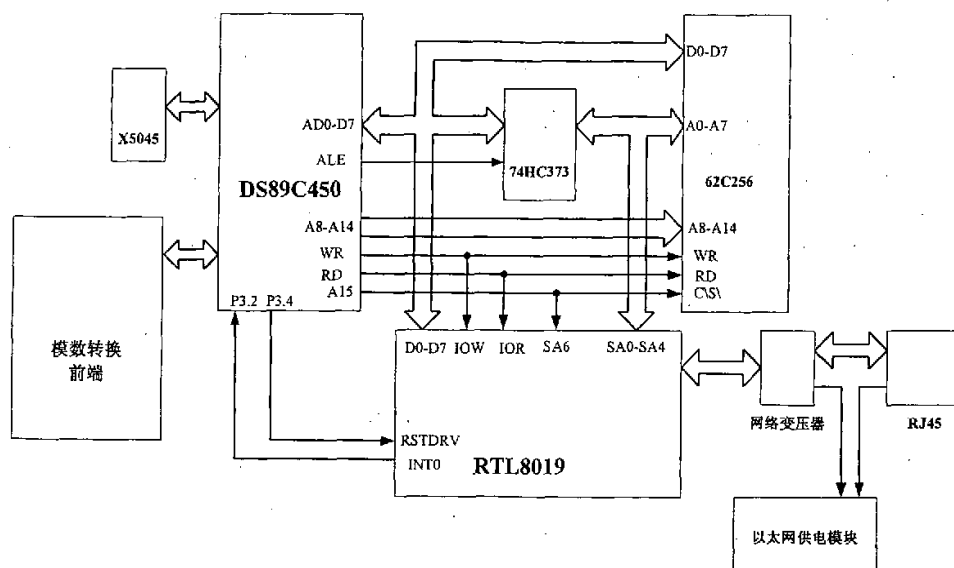 X5045
DS89C450
AD0-D7
ALE
A8-A14
WR
RD
A15
P3.2 P3.4
74HC373
D0-D7
A0-A7
62C256
A8-A14
WR
RD
C\S\
模数转换
前端
D0-D7 IOW IOR SA6 SA0-SA4
RSTDRV
INT0
RTL8019
网络变压器
RJ45
以太网供电模块